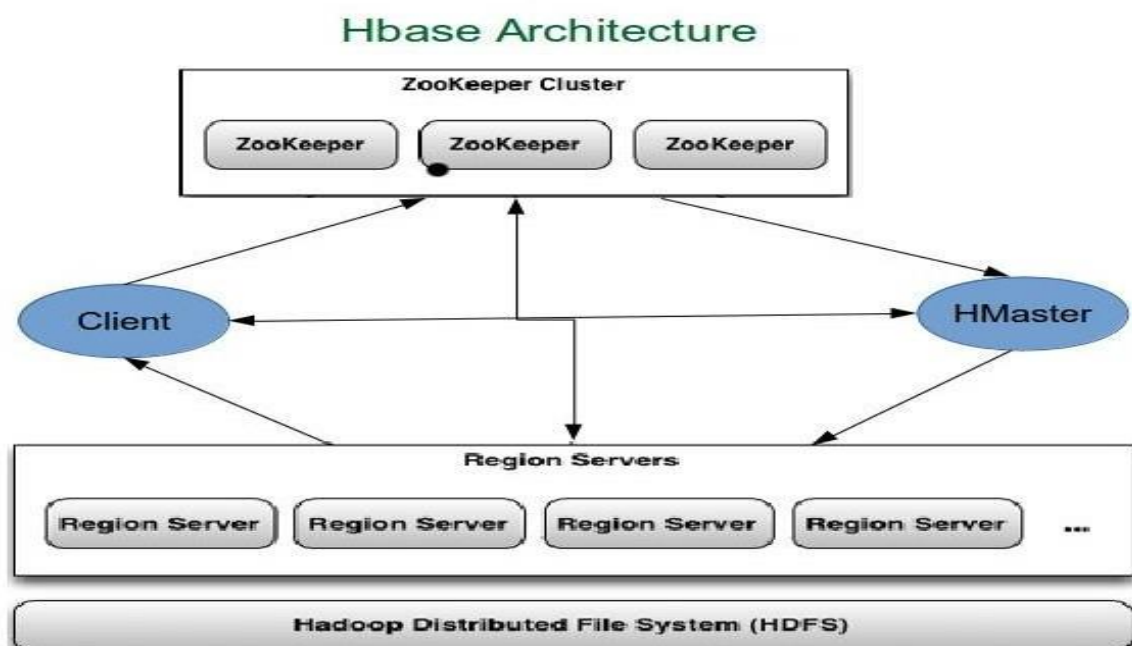 Hbase Architecture
ZooKeeper Cluster
ZooKeeper ZooKeeper ZooKeeper
Client
HMaster
Region Servers
Region Server Region Server Region Server Region Server ...
Hadoop Distributed File System (HDFS)